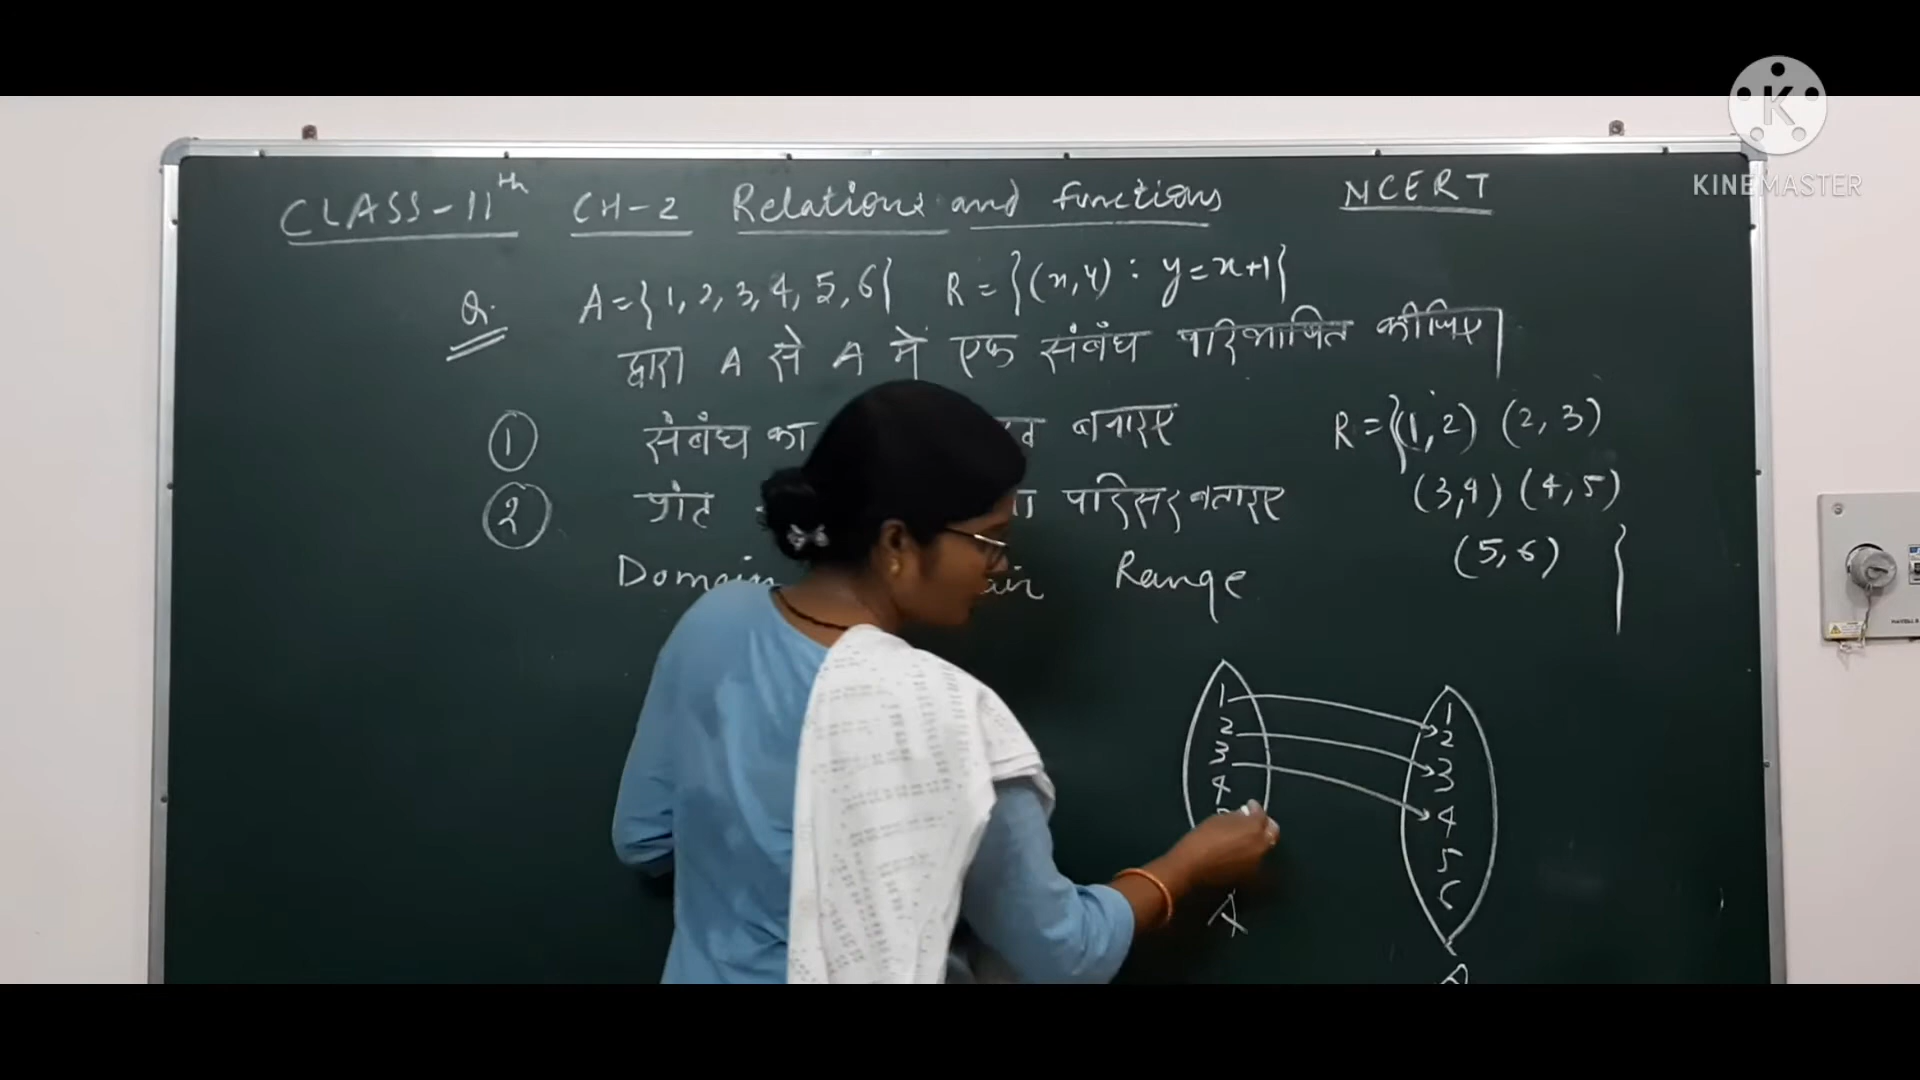 KINEMASTER
CLASS-11th CH-2 Relations and functions NCERT
Q. A={1, 2, 3, 4, 5, 6} R={(x, y) : y=x+1}
द्वारा A से A में एक संबंध परिभाषित कीजिए|
① संबंध का बनाइए
② प्रांत परिसर बताइए
Domain Range
R={(1, 2) (2, 3)
(3,4) (4, 5)
(5, 6) }
1 1
2 2
3 3
4 4
5
6
A A